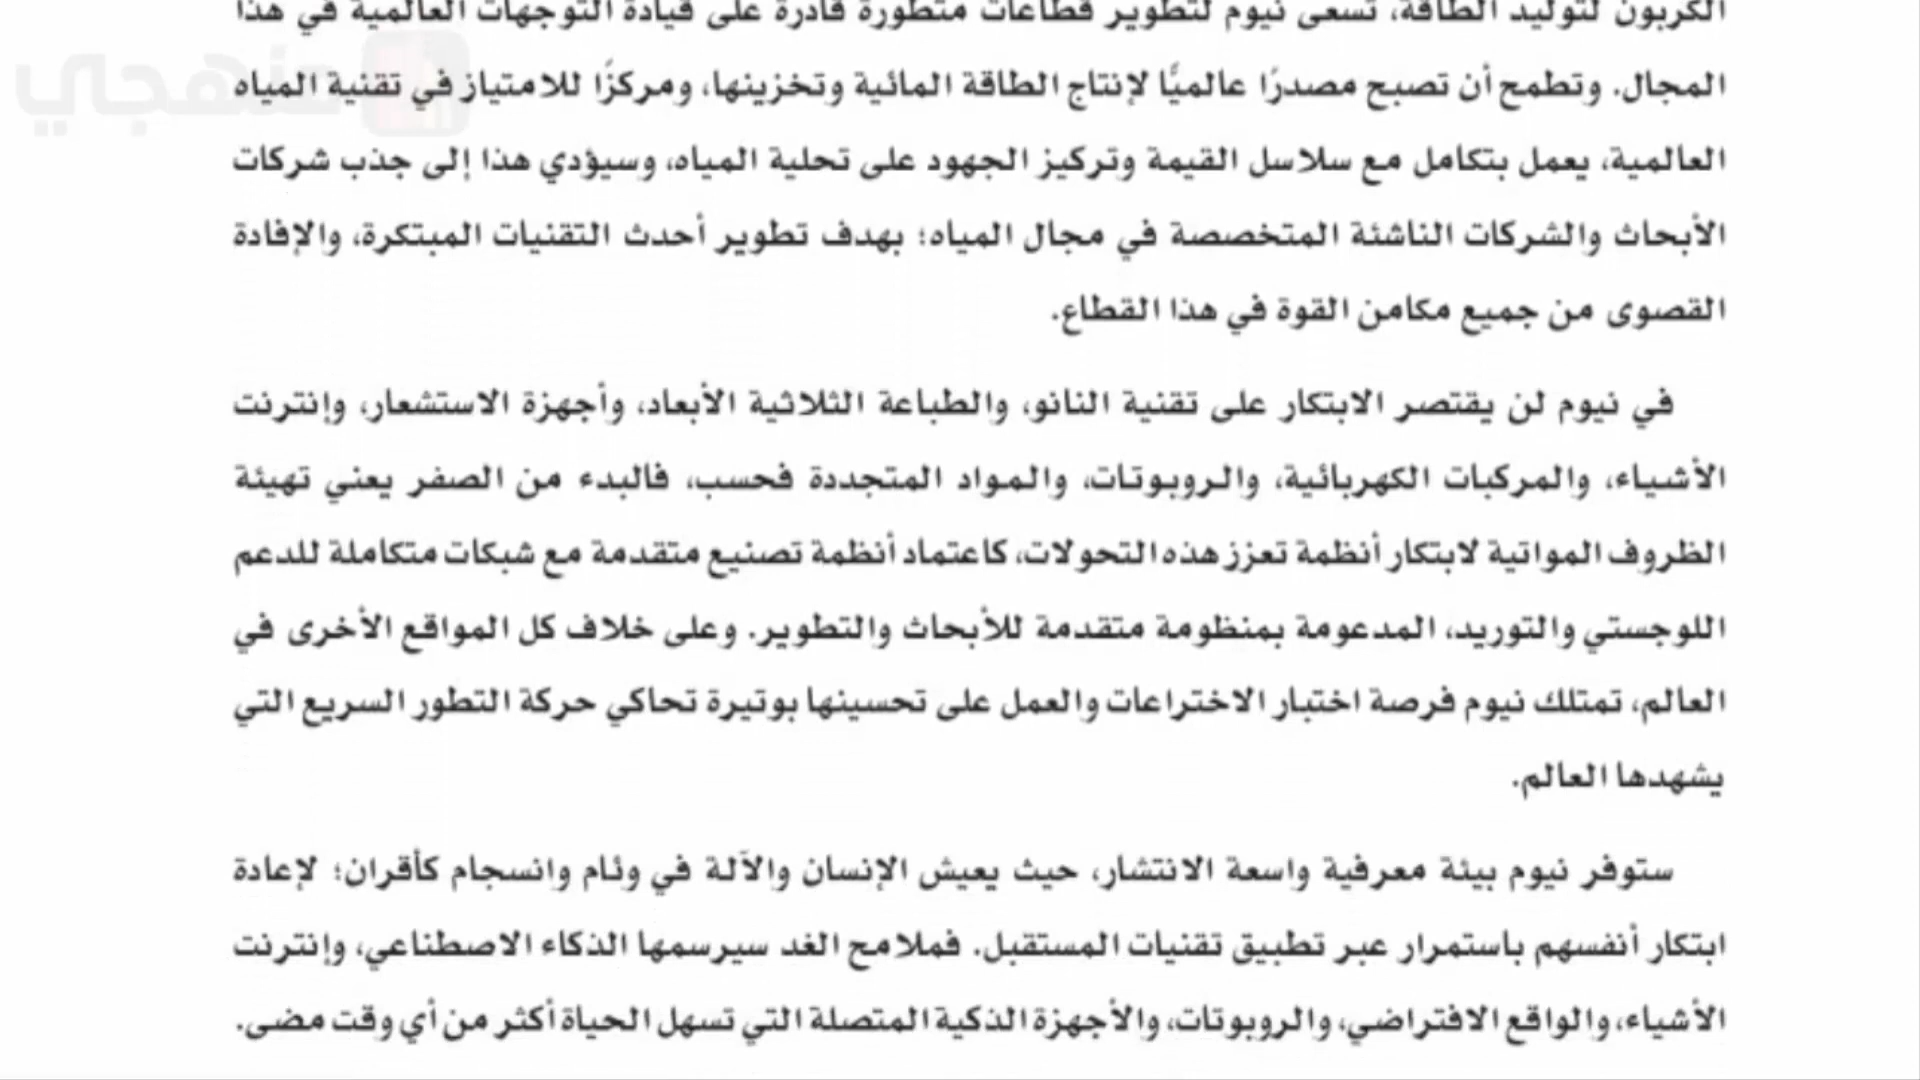 الكربون لتوليد الطاقة، تسعى نيوم لتطوير قطاعات متطورة قادرة على قيادة التوجهات العالمية في هذا
منهجي
المجال. وتطمح أن تصبح مصدرًا عالميًّا لإنتاج الطاقة المائية وتخزينها، ومركزًا للامتياز في تقنية المياه
العالمية، يعمل بتكامل مع سلاسل القيمة وتركيز الجهود على تحلية المياه، وسيؤدي هذا إلى جذب شركات
الأبحاث والشركات الناشئة المتخصصة في مجال المياه؛ بهدف تطوير أحدث التقنيات المبتكرة، والإفادة
القصوى من جميع مكامن القوة في هذا القطاع.
في نيوم لن يقتصر الابتكار على تقنية النانو، والطباعة الثلاثية الأبعاد، وأجهزة الاستشعار، وإنترنت
الأشياء، والمركبات الكهربائية، والروبوتات، والمواد المتجددة فحسب، فالبدء من الصفر يعني تهيئة
الظروف المواتية لابتكار أنظمة تعزز هذه التحولات، كاعتماد أنظمة تصنيع متقدمة مع شبكات متكاملة للدعم
اللوجستي والتوريد، المدعومة بمنظومة متقدمة للأبحاث والتطوير. وعلى خلاف كل المواقع الأخرى في
العالم، تمتلك نيوم فرصة اختبار الاختراعات والعمل على تحسينها بوتيرة تحاكي حركة التطور السريع التي
يشهدها العالم.
ستوفر نيوم بيئة معرفية واسعة الانتشار، حيث يعيش الإنسان والآلة في وئام وانسجام كأقران؛ لإعادة
ابتكار أنفسهم باستمرار عبر تطبيق تقنيات المستقبل. فملامح الغد سيرسمها الذكاء الاصطناعي، وإنترنت
الأشياء، والواقع الافتراضي، والروبوتات، والأجهزة الذكية المتصلة التي تسهل الحياة أكثر من أي وقت مضى.